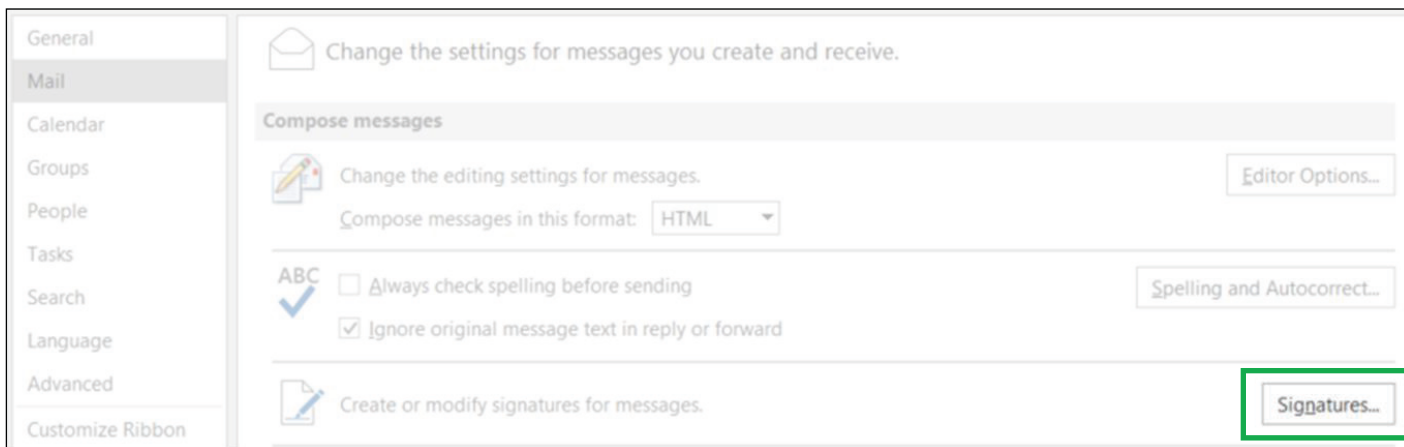 General
Mail
Calendar
Groups
People
Tasks
Search
Language
Advanced
Customize Ribbon
Change the settings for messages you create and receive.
Compose messages
Change the editing settings for messages.
Editor Options...
Compose messages in this format: HTML
ABC
Always check spelling before sending
Spelling and Autocorrect...
Ignore original message text in reply or forward
Create or modify signatures for messages.
Signatures...